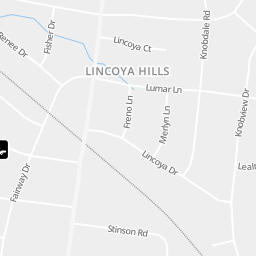 Renee Dr
Fisher Dr
Lincoya Ct
Knobdale Rd
LINCOYA HILLS
Lumar Ln
Freno Ln
Merlyn Ln
Knobview Dr
Fairway Dr
Lincoya Dr
Lealt
Stinson Rd